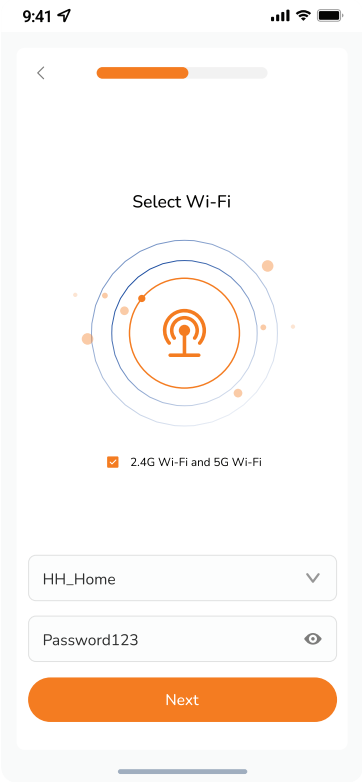 9:41
Select Wi-Fi
2.4G Wi-Fi and 5G Wi-Fi
HH_Home
Password123
Next